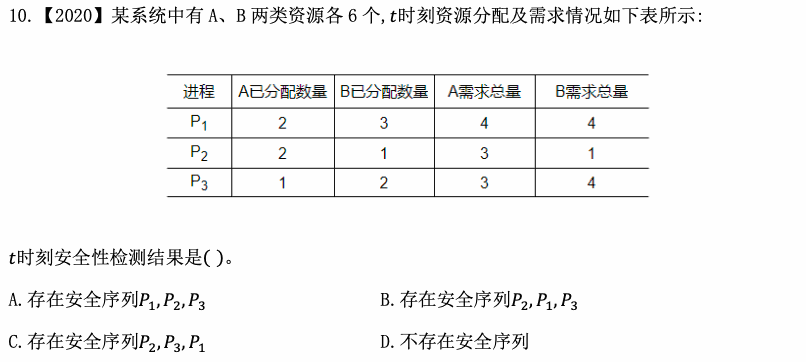 10.【2020】某系统中有 A、B 两类资源各 6 个,t时刻资源分配及需求情况如下表所示:
进程 A已分配数量 B已分配数量 A需求总量 B需求总量
P₁ 2 3 4 4
P₂ 2 1 3 1
P₃ 1 2 3 4
t时刻安全性检测结果是( )。
A. 存在安全序列P₁,P₂,P₃ B. 存在安全序列P₂,P₁,P₃
C. 存在安全序列P₂,P₃,P₁ D. 不存在安全序列